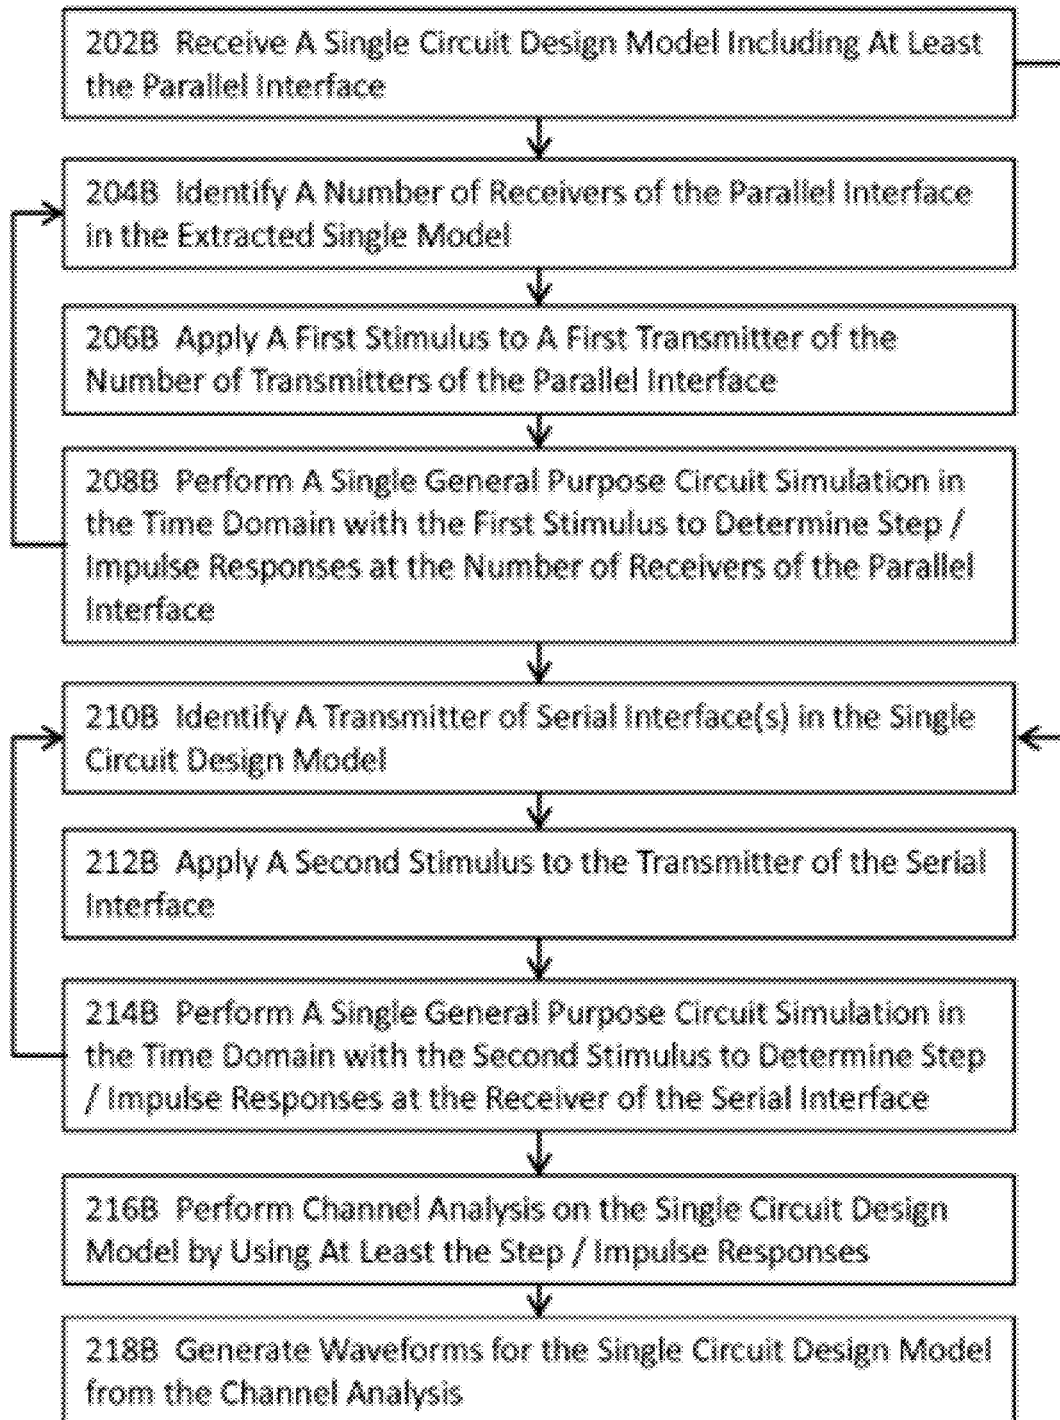 202B Receive A Single Circuit Design Model Including At Least
the Parallel Interface
204B Identify A Number of Receivers of the Parallel Interface
in the Extracted Single Model
206B Apply A First Stimulus to A First Transmitter of the
Number of Transmitters of the Parallel Interface
208B Perform A Single General Purpose Circuit Simulation in
the Time Domain with the First Stimulus to Determine Step /
Impulse Responses at the Number of Receivers of the Parallel
Interface
210B Identify A Transmitter of Serial Interface(s) in the Single
Circuit Design Model
212B Apply A Second Stimulus to the Transmitter of the Serial
Interface
214B Perform A Single General Purpose Circuit Simulation in
the Time Domain with the Second Stimulus to Determine Step
/ Impulse Responses at the Receiver of the Serial Interface
216B Perform Channel Analysis on the Single Circuit Design
Model by Using At Least the Step / Impulse Responses
218B Generate Waveforms for the Single Circuit Design Model
from the Channel Analysis